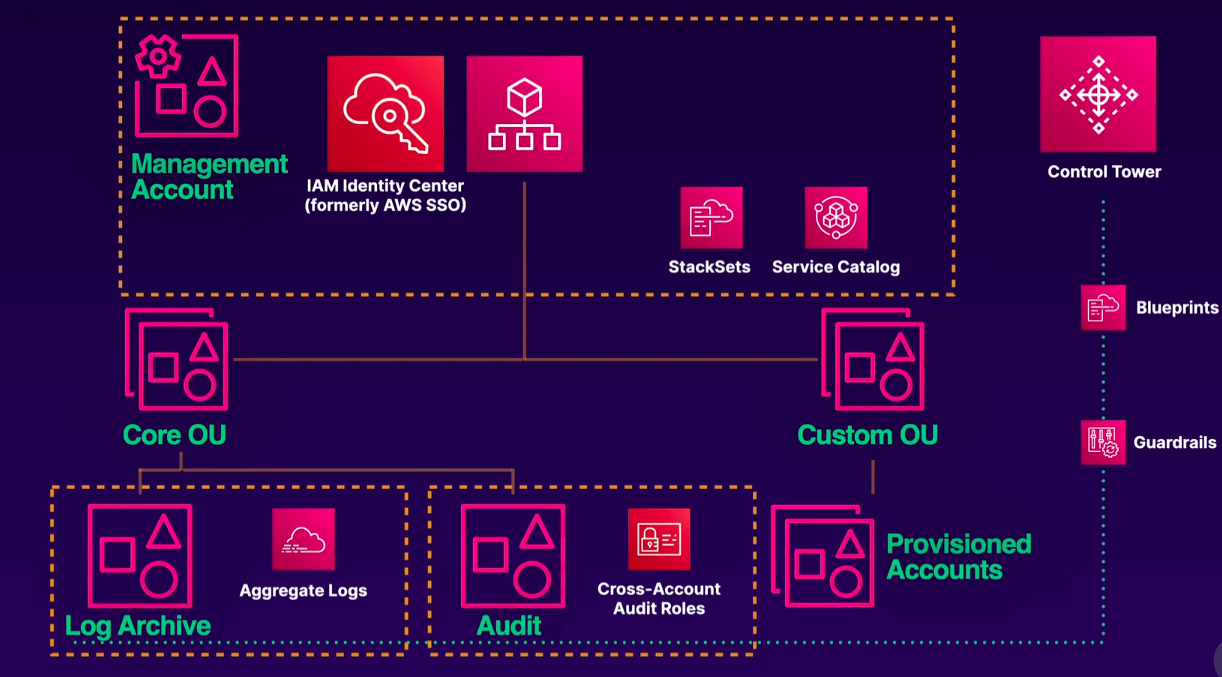 Management
Account
IAM Identity Center
(formerly AWS SSO)
StackSets
Service Catalog
Control Tower
Blueprints
Guardrails
Core OU
Custom OU
Log Archive
Aggregate Logs
Audit
Cross-Account
Audit Roles
Provisioned
Accounts